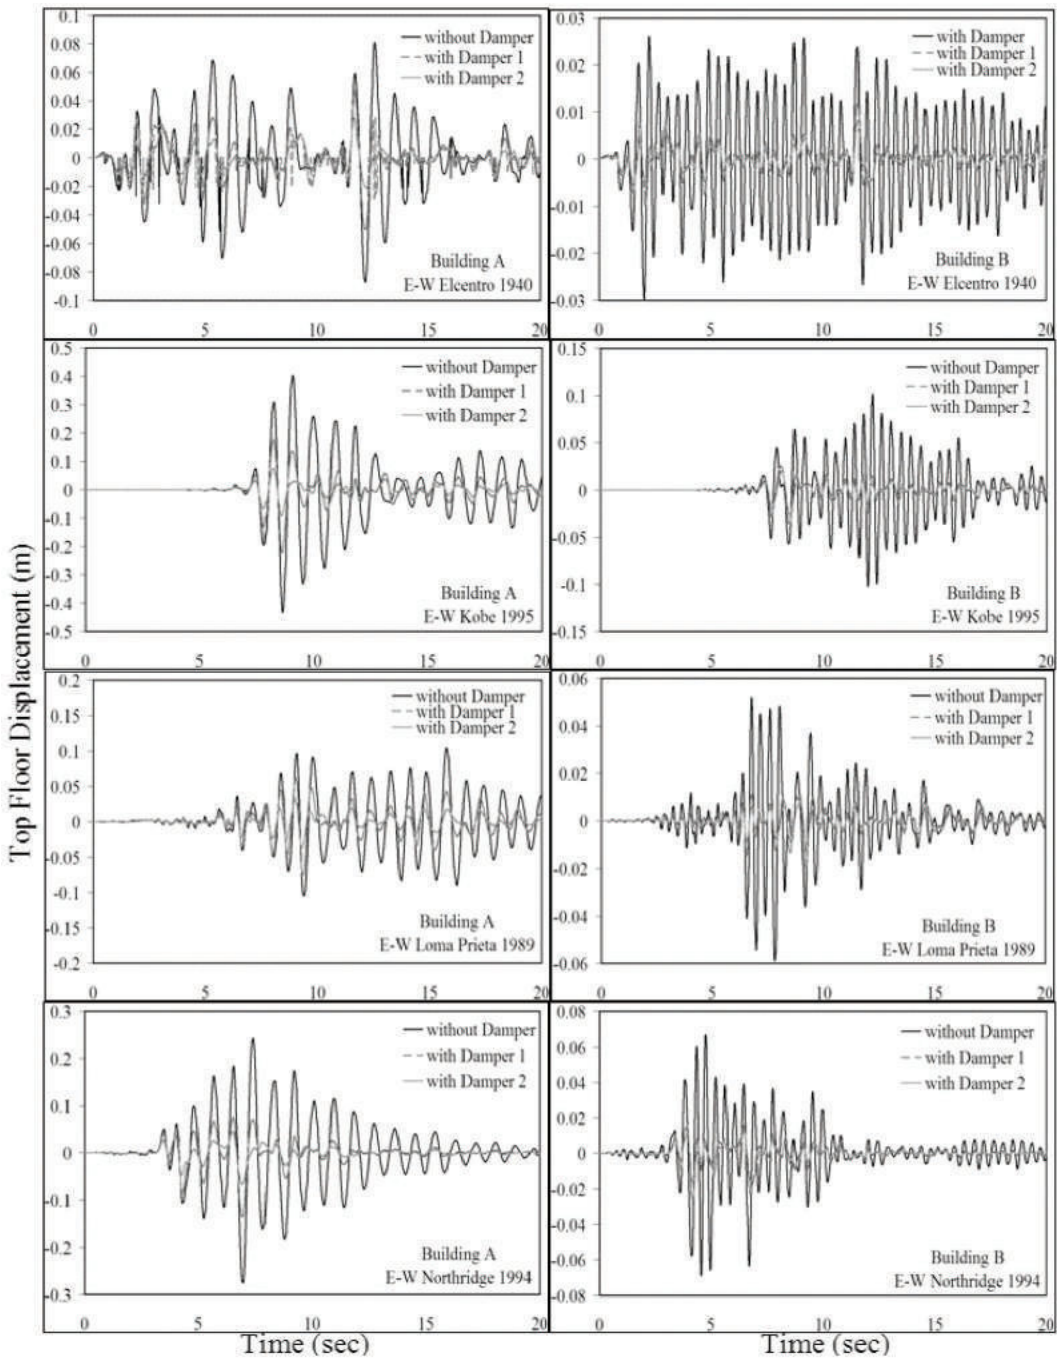 Top Floor Displacement (m)
0.1
0.08
0.06
0.04
0.02
0
-0.02
-0.04
-0.06
-0.08
-0.1
without Damper
with Damper 1
with Damper 2
Building A
E-W Elcentro 1940
0 5 10 15 20
0.03
0.02
0.01
0
-0.01
-0.02
-0.03
with Damper
with Damper 1
with Damper 2
Building B
E-W Elcentro 1940
0 5 10 15 20
0.5
0.4
0.3
0.2
0.1
0
-0.1
-0.2
-0.3
-0.4
-0.5
without Damper
with Damper 1
with Damper 2
Building A
E-W Kobe 1995
0 5 10 15 20
0.15
0.1
0.05
0
-0.05
-0.1
-0.15
without Damper
with Damper 1
with Damper 2
Building B
E-W Kobe 1995
0 5 10 15 20
0.2
0.15
0.1
0.05
0
-0.05
-0.1
-0.15
-0.2
without Damper
with Damper 1
with Damper 2
Building A
E-W Loma Prieta 1989
0 5 10 15 20
0.06
0.04
0.02
0
-0.02
-0.04
-0.06
without Damper
with Damper 1
with Damper 2
Building B
E-W Loma Prieta 1989
0 5 10 15 20
0.3
0.2
0.1
0
-0.1
-0.2
-0.3
without Damper
with Damper 1
with Damper 2
Building A
E-W Northridge 1994
0 5 10 15 20
Time (sec)
0.08
0.06
0.04
0.02
0
-0.02
-0.04
-0.06
-0.08
without Damper
with Damper 1
with Damper 2
Building B
E-W Northridge 1994
0 5 10 15 20
Time (sec)